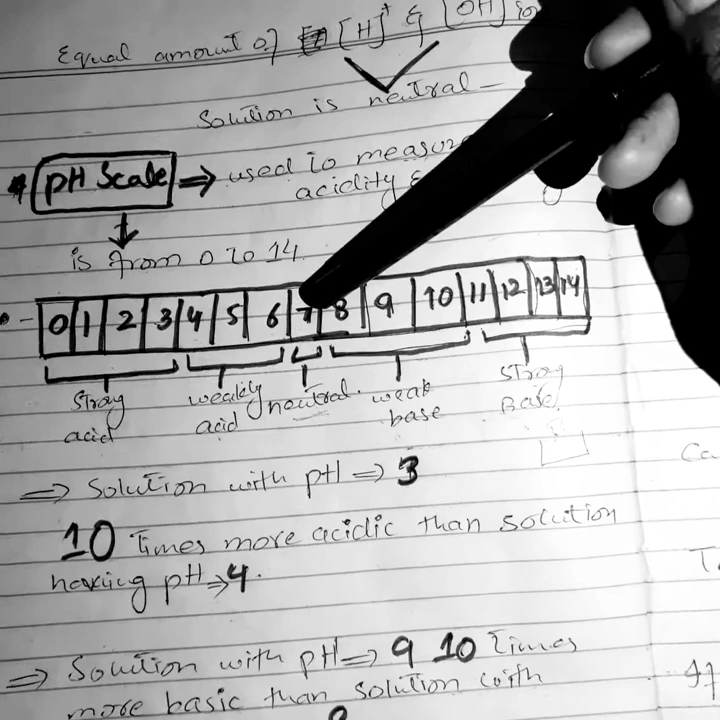 Equal amount of [H]⁺ & [OH]
Solution is neutral —
* pH Scale ⇒ used to measure
acidity &
is from 0 to 14
0 1 2 3 4 5 6 7 8 9 10 11 12 13 14
strong acid
weakly acid
neutral.
weak base
strong Base.
⇒ Solution with pH ⇒ 3
10 Times more acidic than solution
having pH ⇒ 4.
⇒ Solution with pH ⇒ 9 10 Times
more basic than solution with